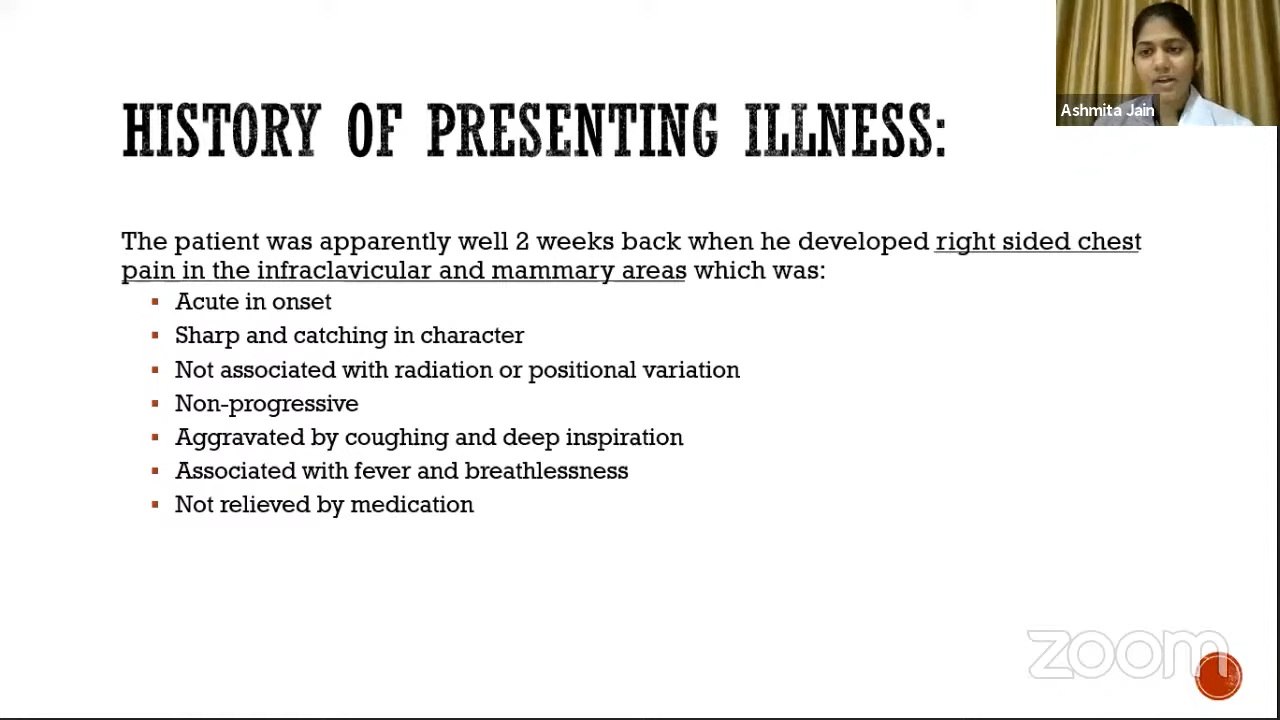 Ashmita Jain
HISTORY OF PRESENTING ILLNESS:
The patient was apparently well 2 weeks back when he developed right sided chest
pain in the infraclavicular and mammary areas which was:
▪ Acute in onset
▪ Sharp and catching in character
▪ Not associated with radiation or positional variation
▪ Non-progressive
▪ Aggravated by coughing and deep inspiration
▪ Associated with fever and breathlessness
▪ Not relieved by medication
zoom